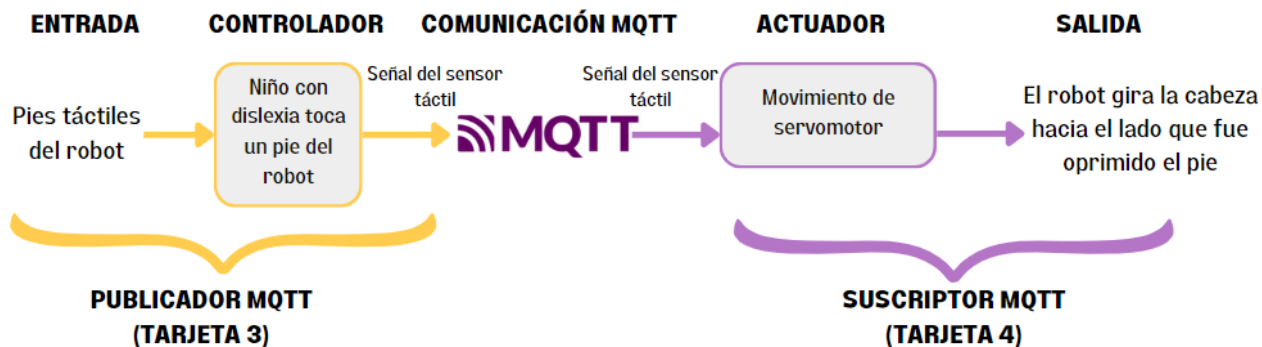 ENTRADA
CONTROLADOR
COMUNICACIÓN MQTT
ACTUADOR
SALIDA
Pies táctiles
del robot
Niño con
dislexia toca
un pie del
robot
Señal del sensor
táctil
MQTT
Señal del sensor
táctil
Movimiento de
servomotor
El robot gira la cabeza
hacia el lado que fue
oprimido el pie
PUBLICADOR MQTT
(TARJETA 3)
SUSCRIPTOR MQTT
(TARJETA 4)